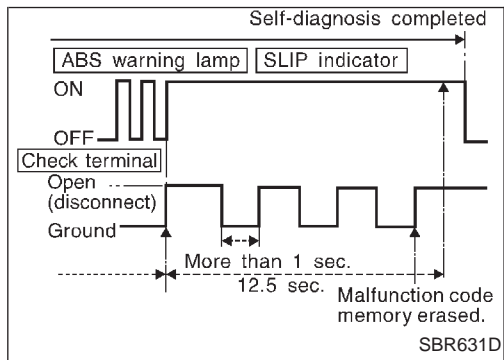 Self-diagnosis completed
ABS warning lamp SLIP indicator
ON
OFF
Check terminal
Open
(disconnect)
Ground
More than 1 sec.
12.5 sec.
Malfunction code
memory erased.
SBR631D